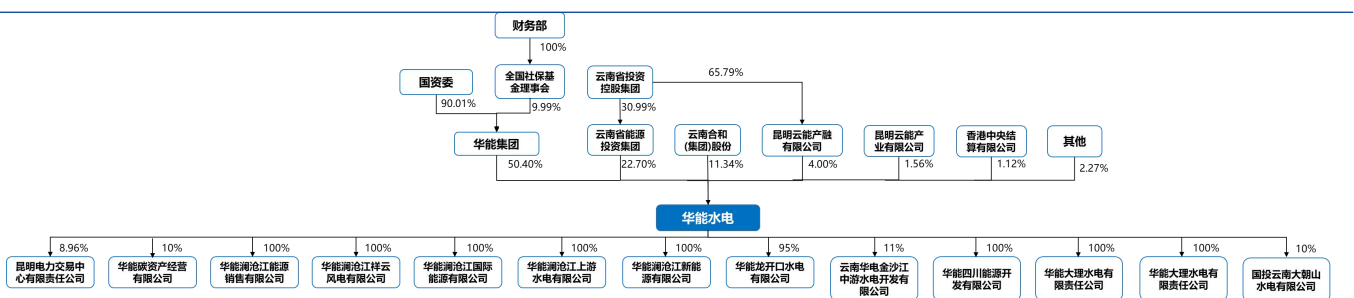 财务部
100%
国资委
全国社保基
金理事会
云南省投资
控股集团
65.79%
90.01%
9.99%
30.99%
华能集团
云南省能源
投资集团
云南合和
(集团)股份
昆明云能产融
有限公司
昆明云能产
业有限公司
香港中央结
算有限公司
其他
50.40%
22.70%
11.34%
4.00%
1.56%
1.12%
2.27%
华能水电
8.96%
10%
100%
100%
100%
100%
100%
95%
11%
100%
100%
100%
10%
昆明电力交易中
心有限责任公司
华能碳资产经营
有限公司
华能澜沧江能源
销售有限公司
华能澜沧江祥云
风电有限公司
华能澜沧江国际
能源有限公司
华能澜沧江上游
水电有限公司
华能澜沧江新能
源有限公司
华能龙开口水电
有限公司
云南华电金沙江
中游水电开发有
限公司
华能四川能源开
发有限公司
华能大理水电有
限责任公司
华能大理水电有
限责任公司
国投云南大朝山
水电有限公司